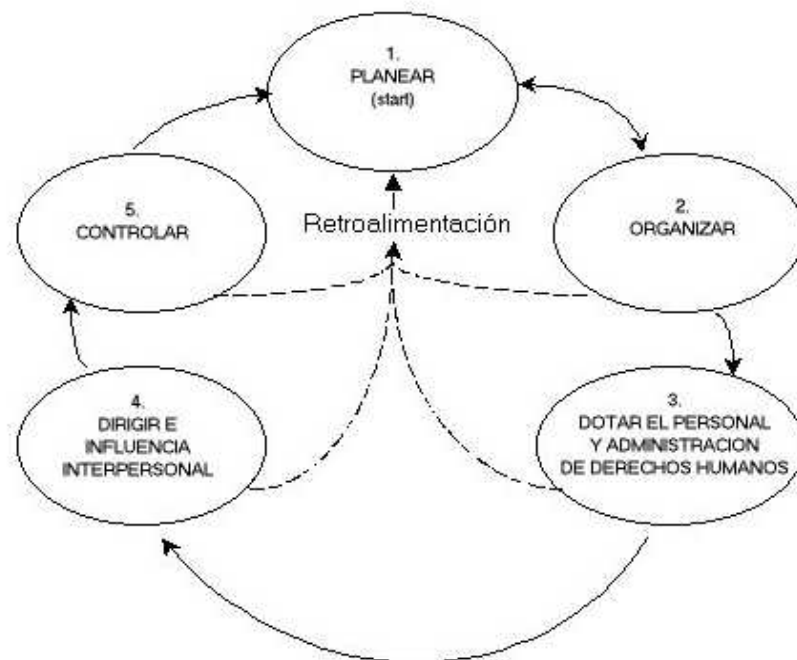 1.
PLANEAR
(start)
5.
CONTROLAR
Retroalimentación
2.
ORGANIZAR
4.
DIRIGIR E
INFLUENCIA
INTERPERSONAL
3.
DOTAR EL PERSONAL
Y ADMINISTRACION
DE DERECHOS HUMANOS